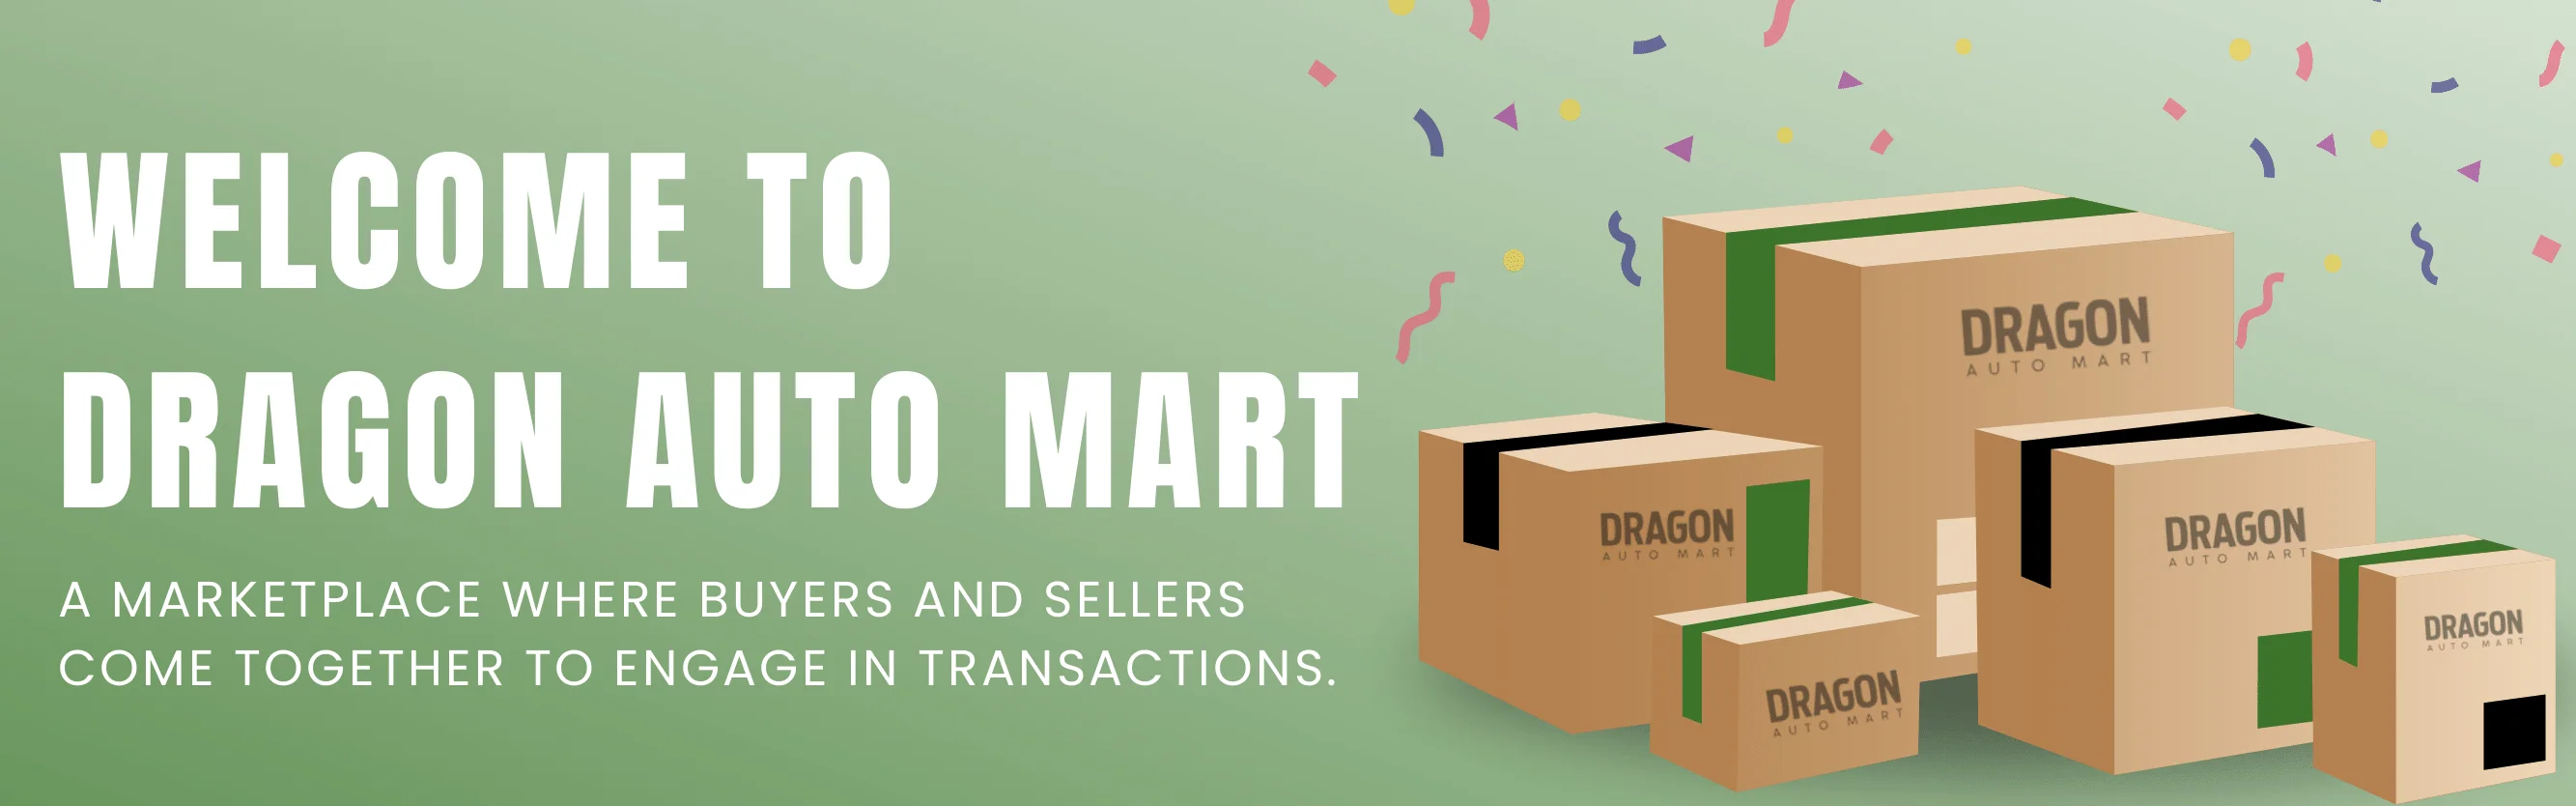 WELCOME TO
DRAGON AUTO MART
A MARKETPLACE WHERE BUYERS AND SELLERS
COME TOGETHER TO ENGAGE IN TRANSACTIONS.
DRAGON
AUTO MART
DRAGON
AUTO MART
DRAGON
AUTO MART
DRAGON
AUTO MART
DRAGON
AUTO MART